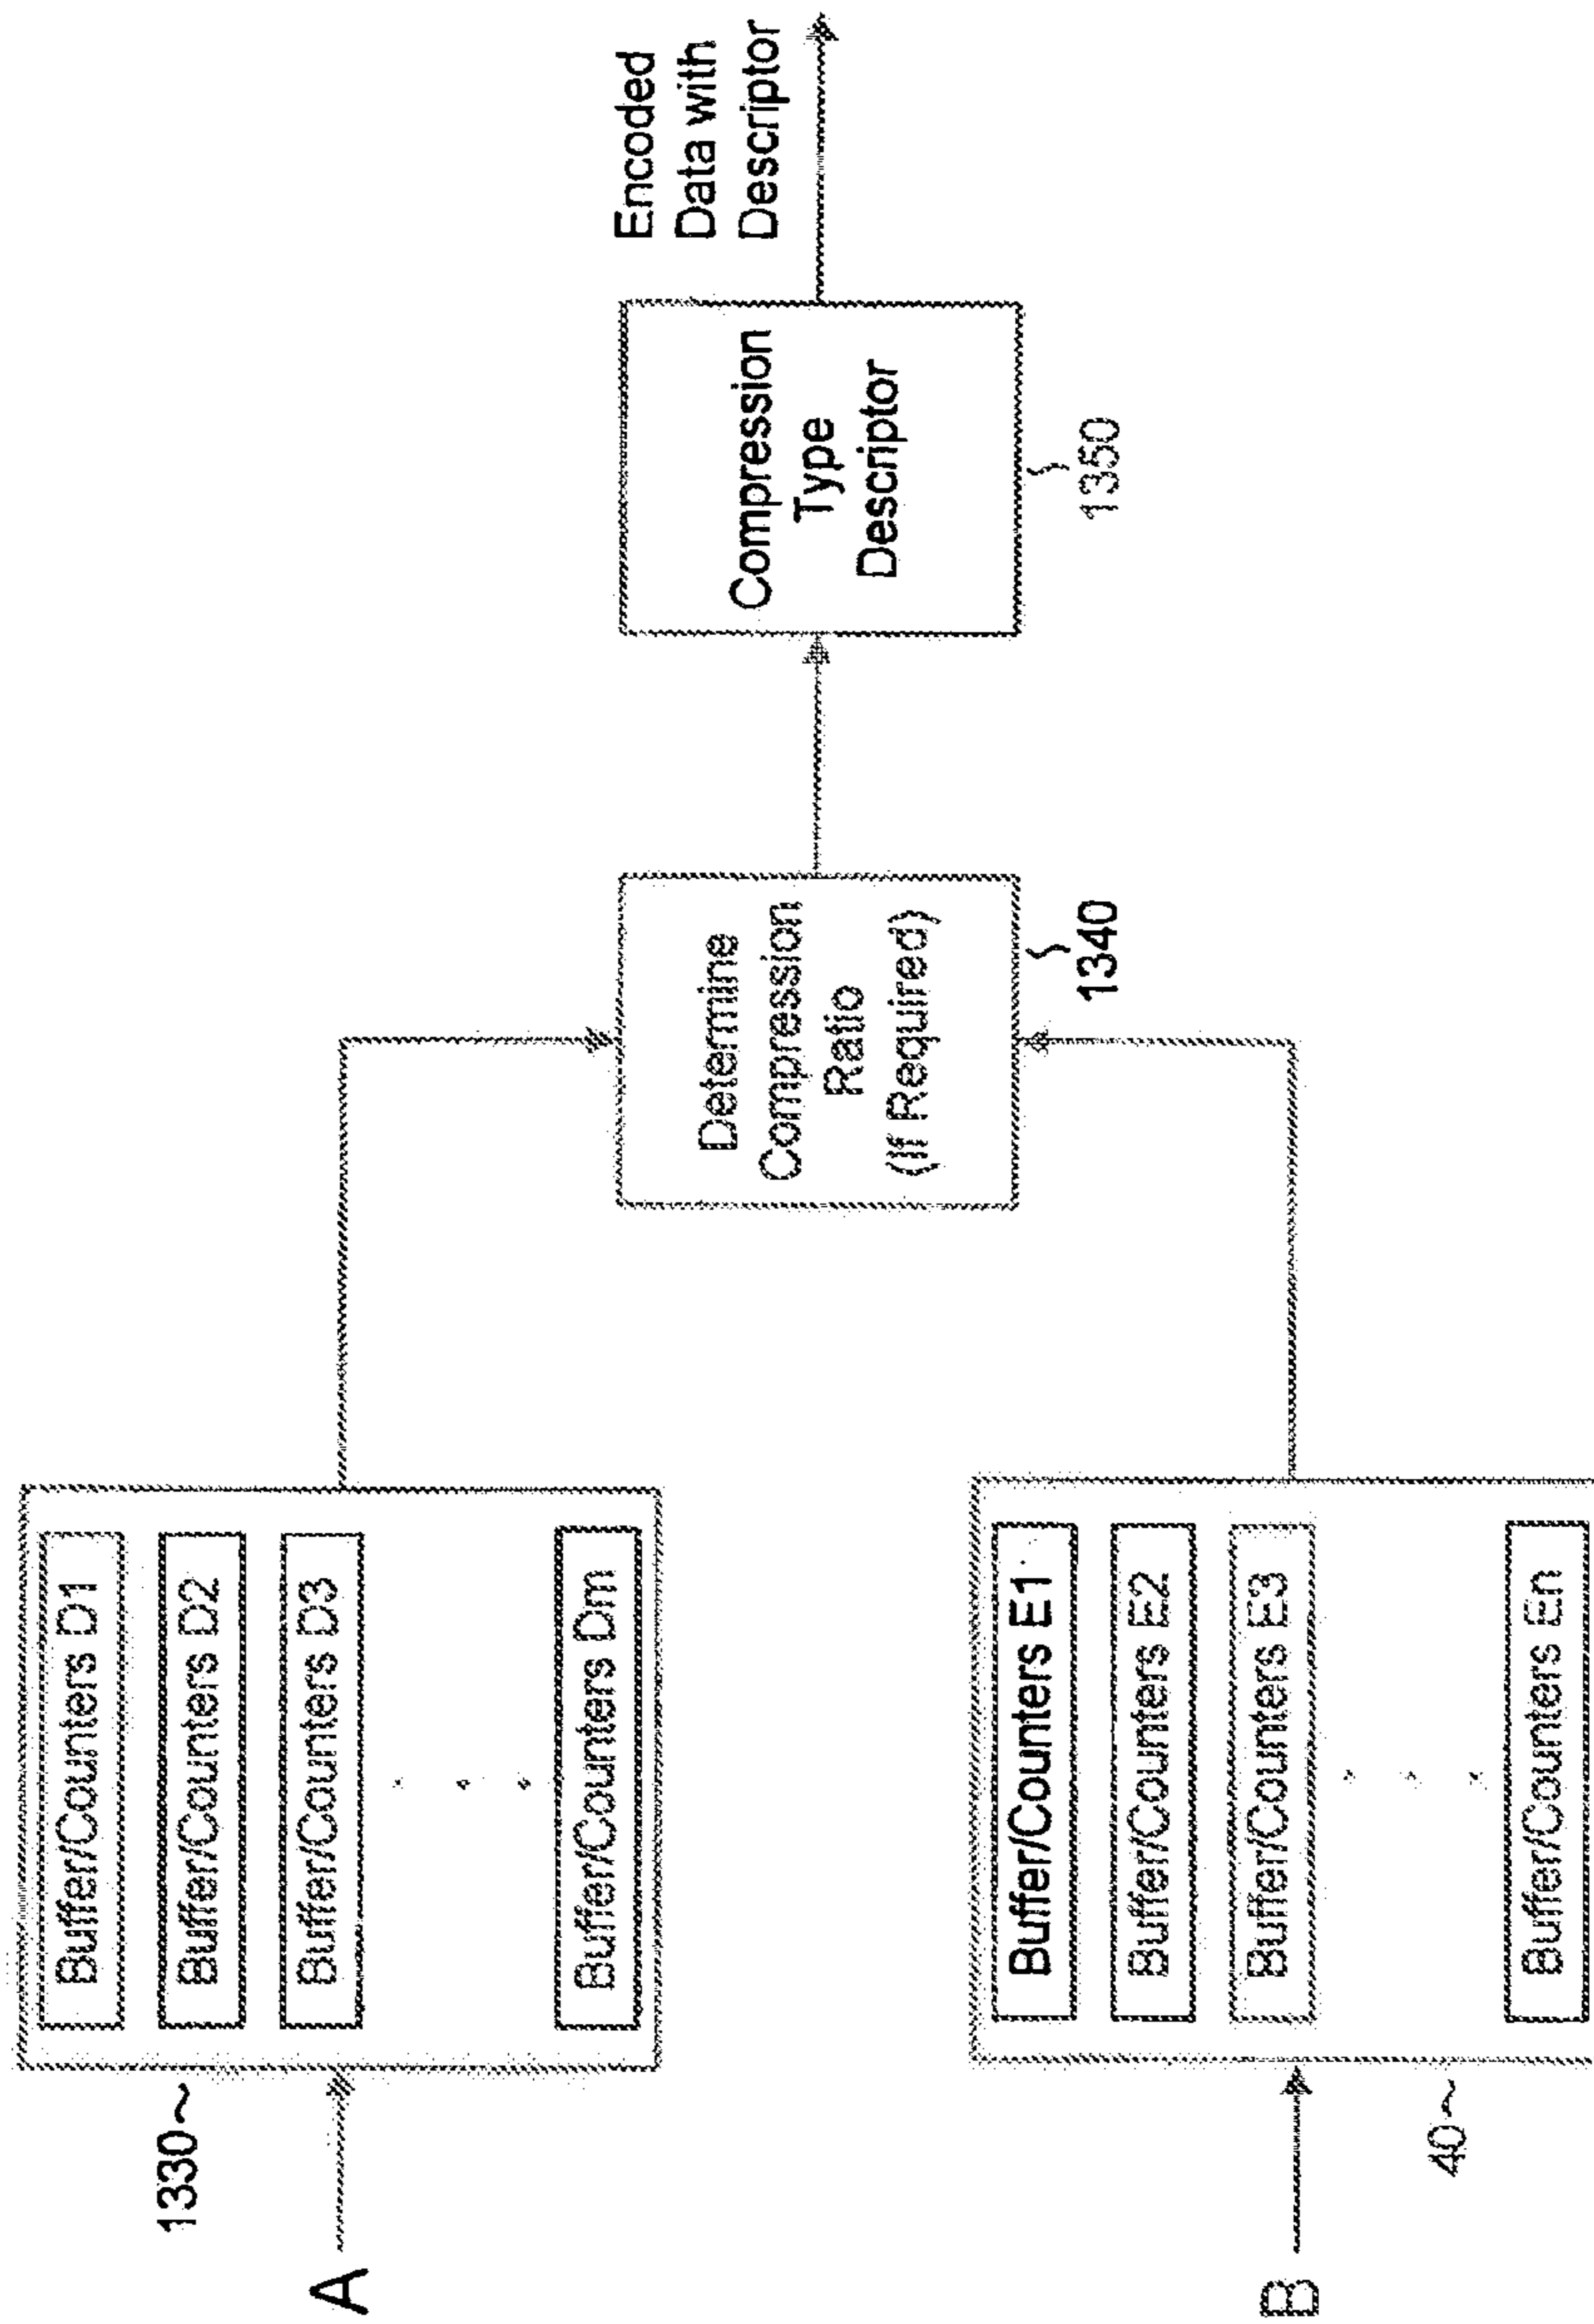 A
1330~
Buffer/Counters D1
Buffer/Counters D2
Buffer/Counters D3
Buffer/Counters Dm
B
40~
Buffer/Counters E1
Buffer/Counters E2
Buffer/Counters E3
Buffer/Counters En
Determine
Compression
Ratio
(If Required)
1340
Compression
Type
Descriptor
1350
Encoded
Data with
Descriptor